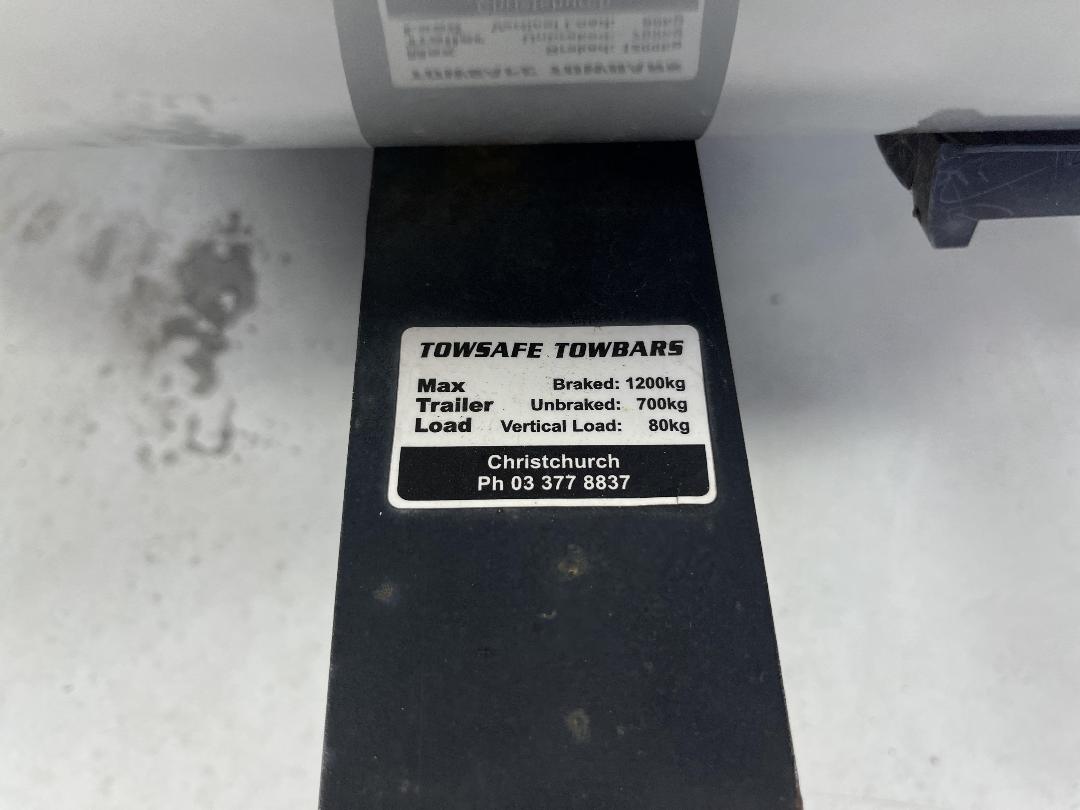 TOWSAFE TOWBARS
Max Braked: 1200kg
Trailer Unbraked: 700kg
Load Vertical Load: 80kg
Christchurch
Ph 03 377 8837